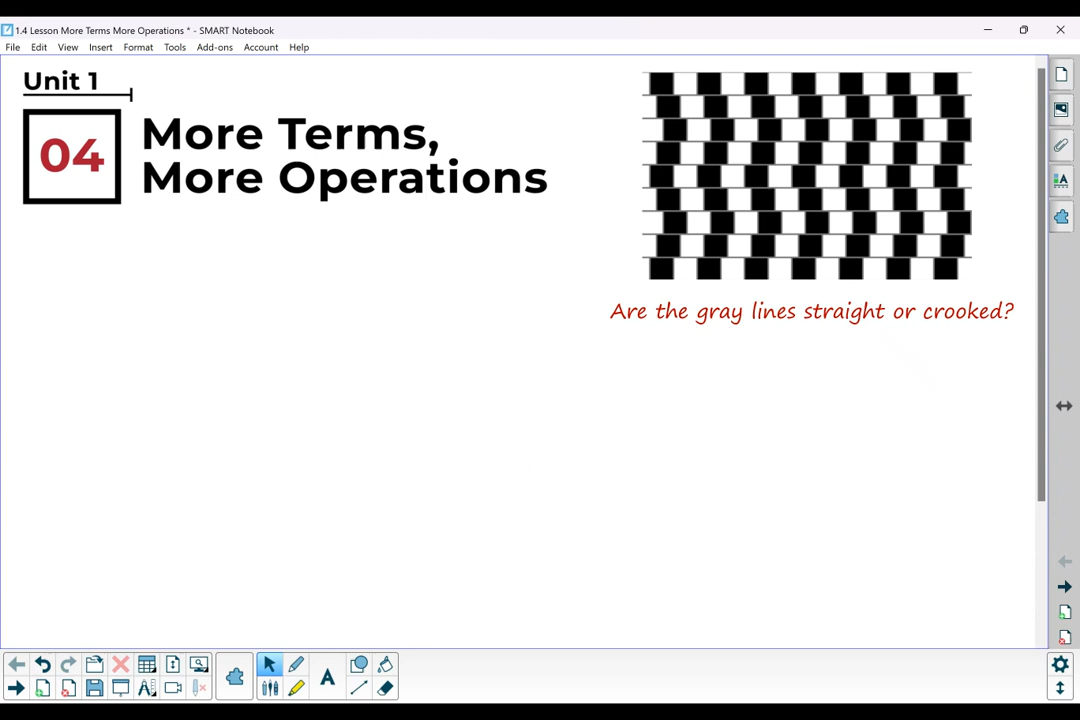 1.4 Lesson More Terms More Operations * - SMART Notebook
File Edit View Insert Format Tools Add-ons Account Help
Unit 1
04
More Terms,
More Operations
Are the gray lines straight or crooked?